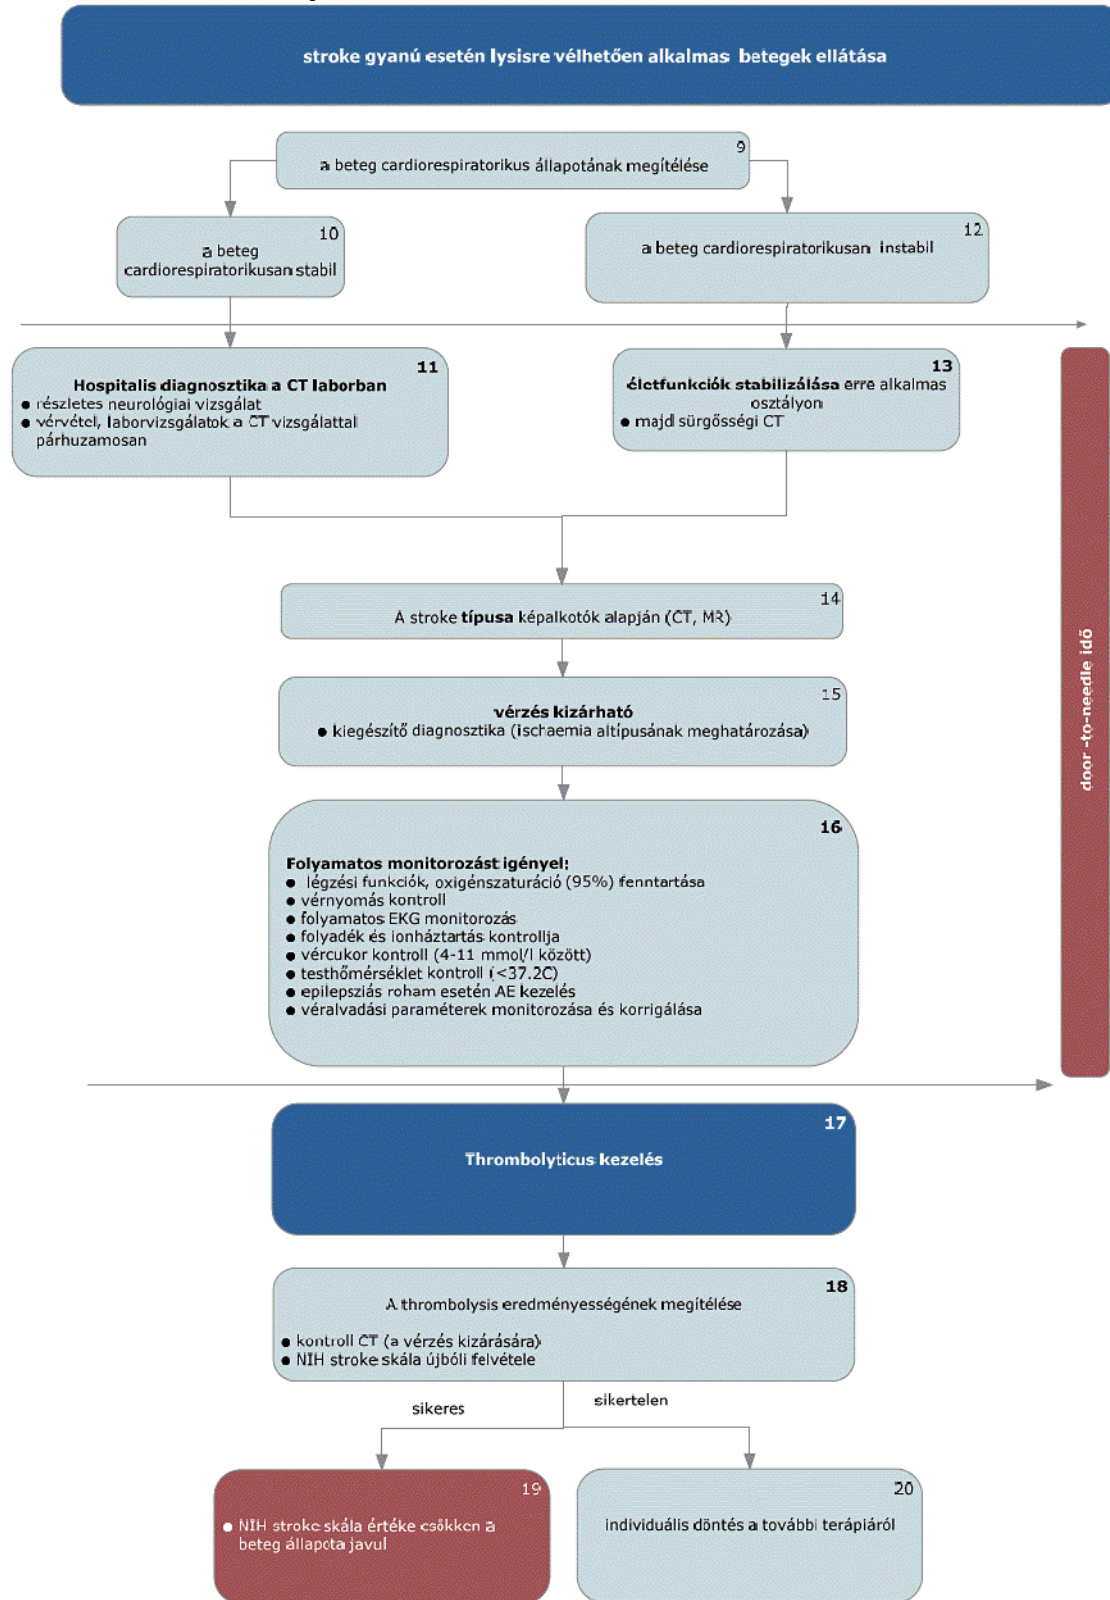 stroke gyanú esetén lysisre vélhetően alkalmas betegek ellátása
9
a beteg cardiorespiratorikus állapotának megítélése
10
a beteg
cardiorespiratorikusan stabil
12
a beteg cardiorespiratorikusan instabil
11
Hospitalis diagnosztika a CT laborban
● részletes neurológiai vizsgálat
● vérvétel, laborvizsgálatok a CT vizsgálattal
párhuzamosan
13
életfunkciók stabilizálása erre alkalmas
osztályon
● majd sürgősségi CT
door -to-needle idő
14
A stroke típusa képalkotók alapján (CT, MR)
15
vérzés kizárható
● kiegészítő diagnosztika (ischaemia altípusának meghatározása)
16
Folyamatos monitorozást igényel:
● légzési funkciók, oxigénszaturáció (95%) fenntartása
● vérnyomás kontroll
● folyamatos EKG monitorozás
● folyadék és ionháztartás kontrollja
● vércukor kontroll (4-11 mmol/l között)
● testhőmérséklet kontroll (<37.2C)
● epilepsziás roham esetén AE kezelés
● véralvadási paraméterek monitorozása és korrigálása
17
Thrombolyticus kezelés
18
A thrombolysis eredményességének megítélése
● kontroll CT (a vérzés kizárására)
● NIH stroke skála újbóli felvétele
sikeres
sikertelen
19
● NIH stroke skála értéke csökken a
beteg állapota javul
20
individuális döntés a további terápiáról